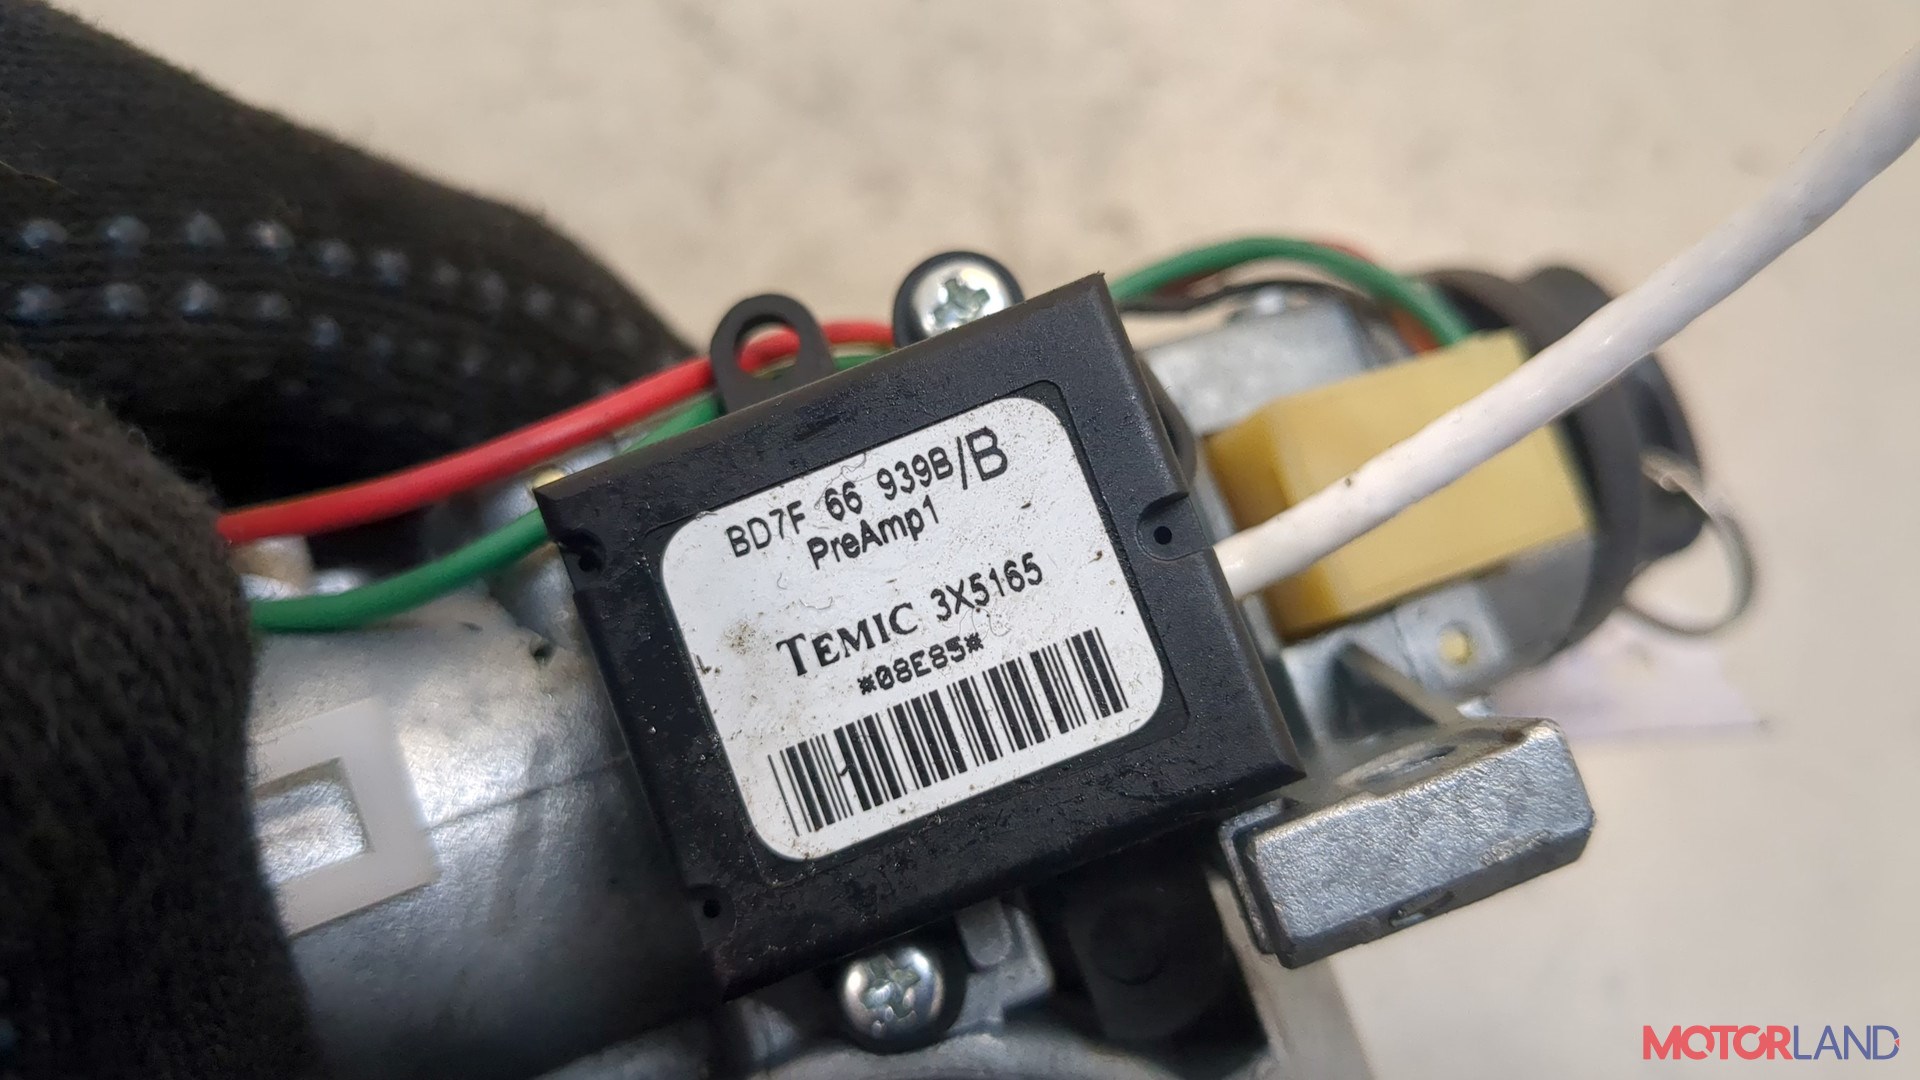 BD7F 66 939B/B
PreAmp1
TEMIC 3X5165
*08E85*
MOTORLAND